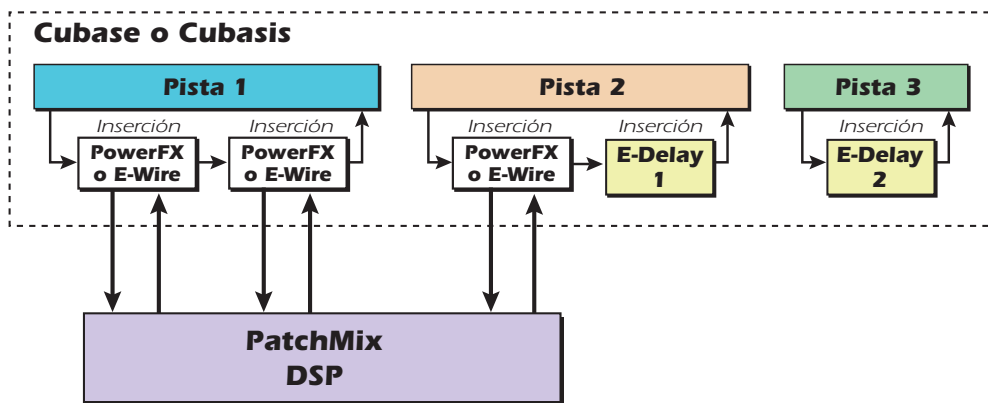 Cubase o Cubasis
Pista 1
Pista 2
Pista 3
Inserción
Inserción
Inserción
Inserción
Inserción
PowerFX
o E-Wire
PowerFX
o E-Wire
PowerFX
o E-Wire
E-Delay
1
E-Delay
2
PatchMix
DSP